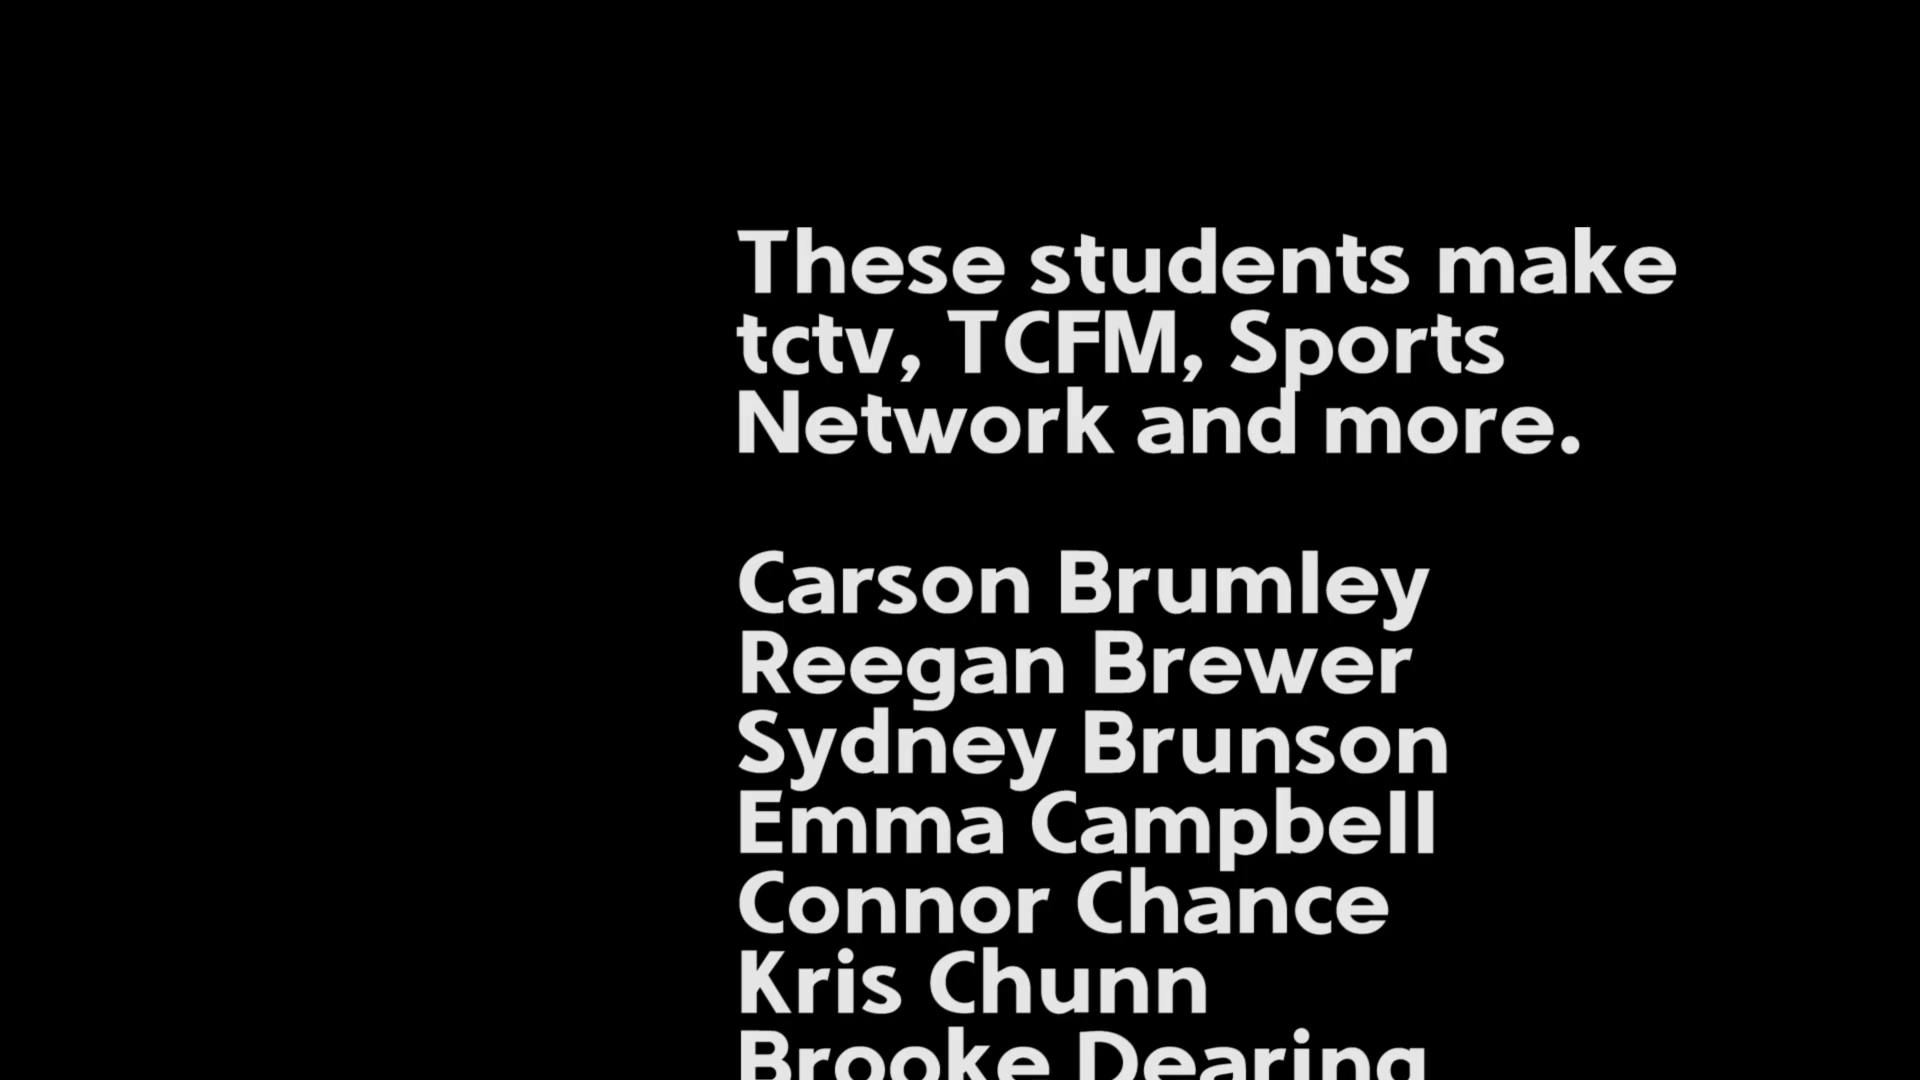 These students make
tctv, TCFM, Sports
Network and more.
Carson Brumley
Reegan Brewer
Sydney Brunson
Emma Campbell
Connor Chance
Kris Chunn
Brooke Dearing